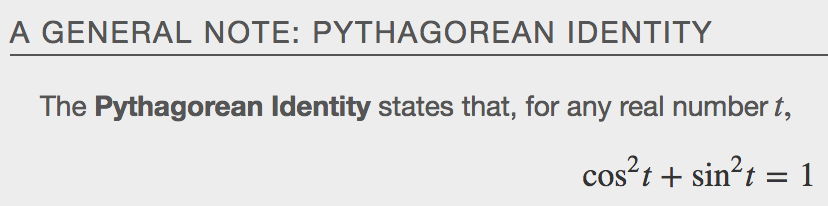 A GENERAL NOTE: PYTHAGOREAN IDENTITY
The Pythagorean Identity states that, for any real number t,
cos²t + sin²t = 1